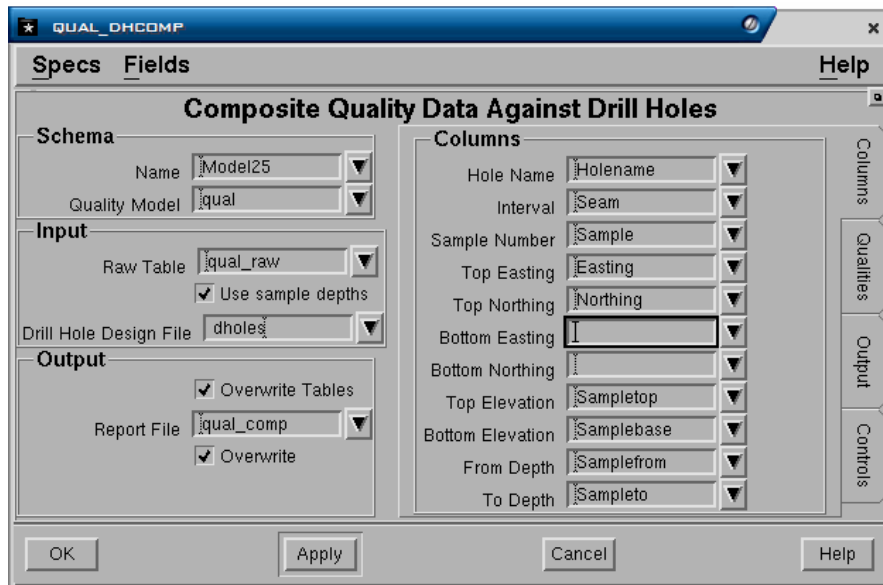 QUAL_DHCOMP
Specs Fields Help
Composite Quality Data Against Drill Holes
Schema
Name Model25
Quality Model qual
Input
Raw Table qual_raw
Use sample depths
Drill Hole Design File dholes
Output
Overwrite Tables
Report File qual_comp
Overwrite
Columns
Hole Name Holename
Interval Seam
Sample Number Sample
Top Easting Easting
Top Northing Northing
Bottom Easting
Bottom Northing
Top Elevation Sampletop
Bottom Elevation Samplebase
From Depth Samplefrom
To Depth Sampleto
Columns
Qualities
Output
Controls
OK Apply Cancel Help